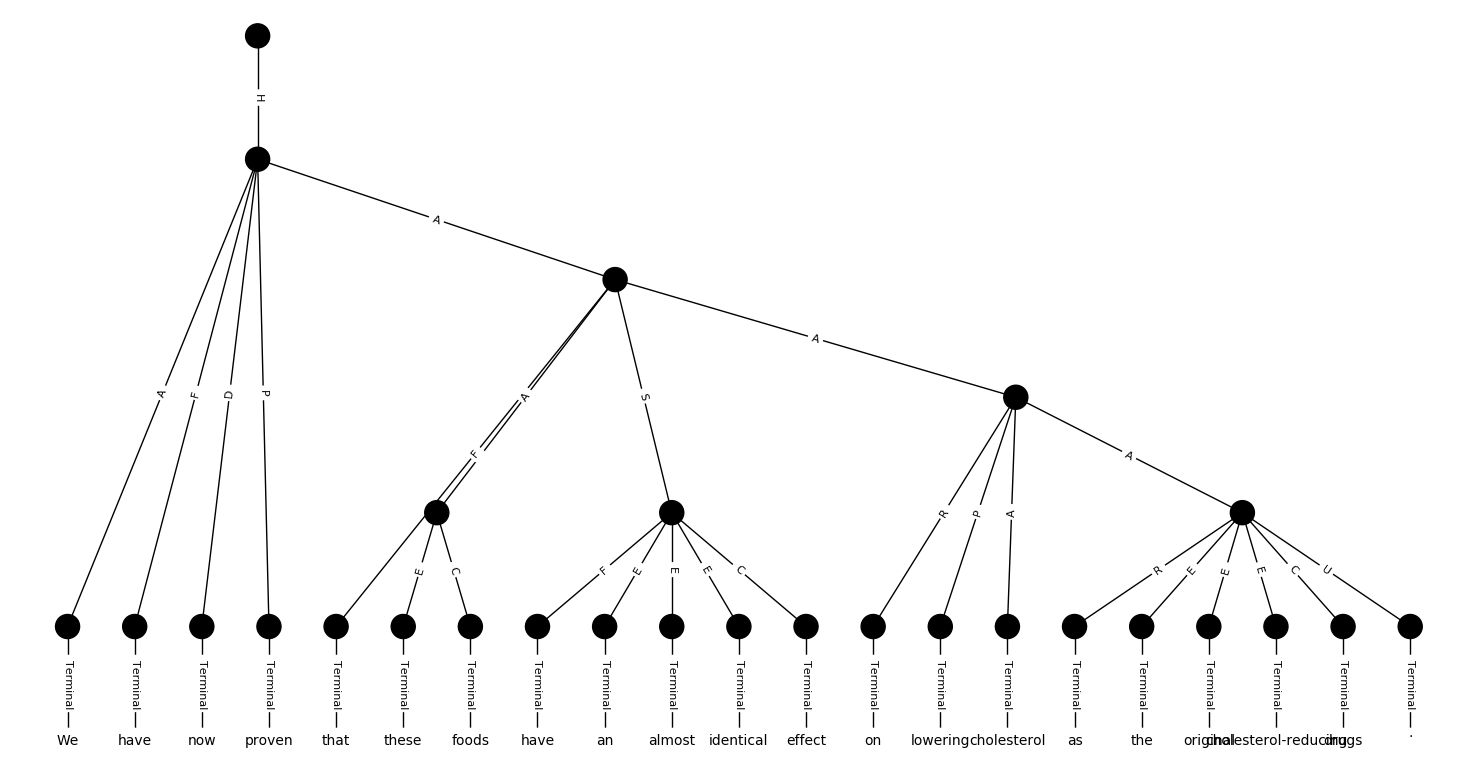 H
A
A
F
D
P
A
F
A
S
E
C
F
E
E
E
C
R
P
A
A
R
E
E
E
C
U
Terminal Terminal Terminal Terminal Terminal Terminal Terminal Terminal Terminal Terminal Terminal Terminal Terminal Terminal Terminal Terminal Terminal Terminal Terminal Terminal Terminal
We have now proven that these foods have an almost identical effect on lowering cholesterol as the original cholesterol-reducing drugs .